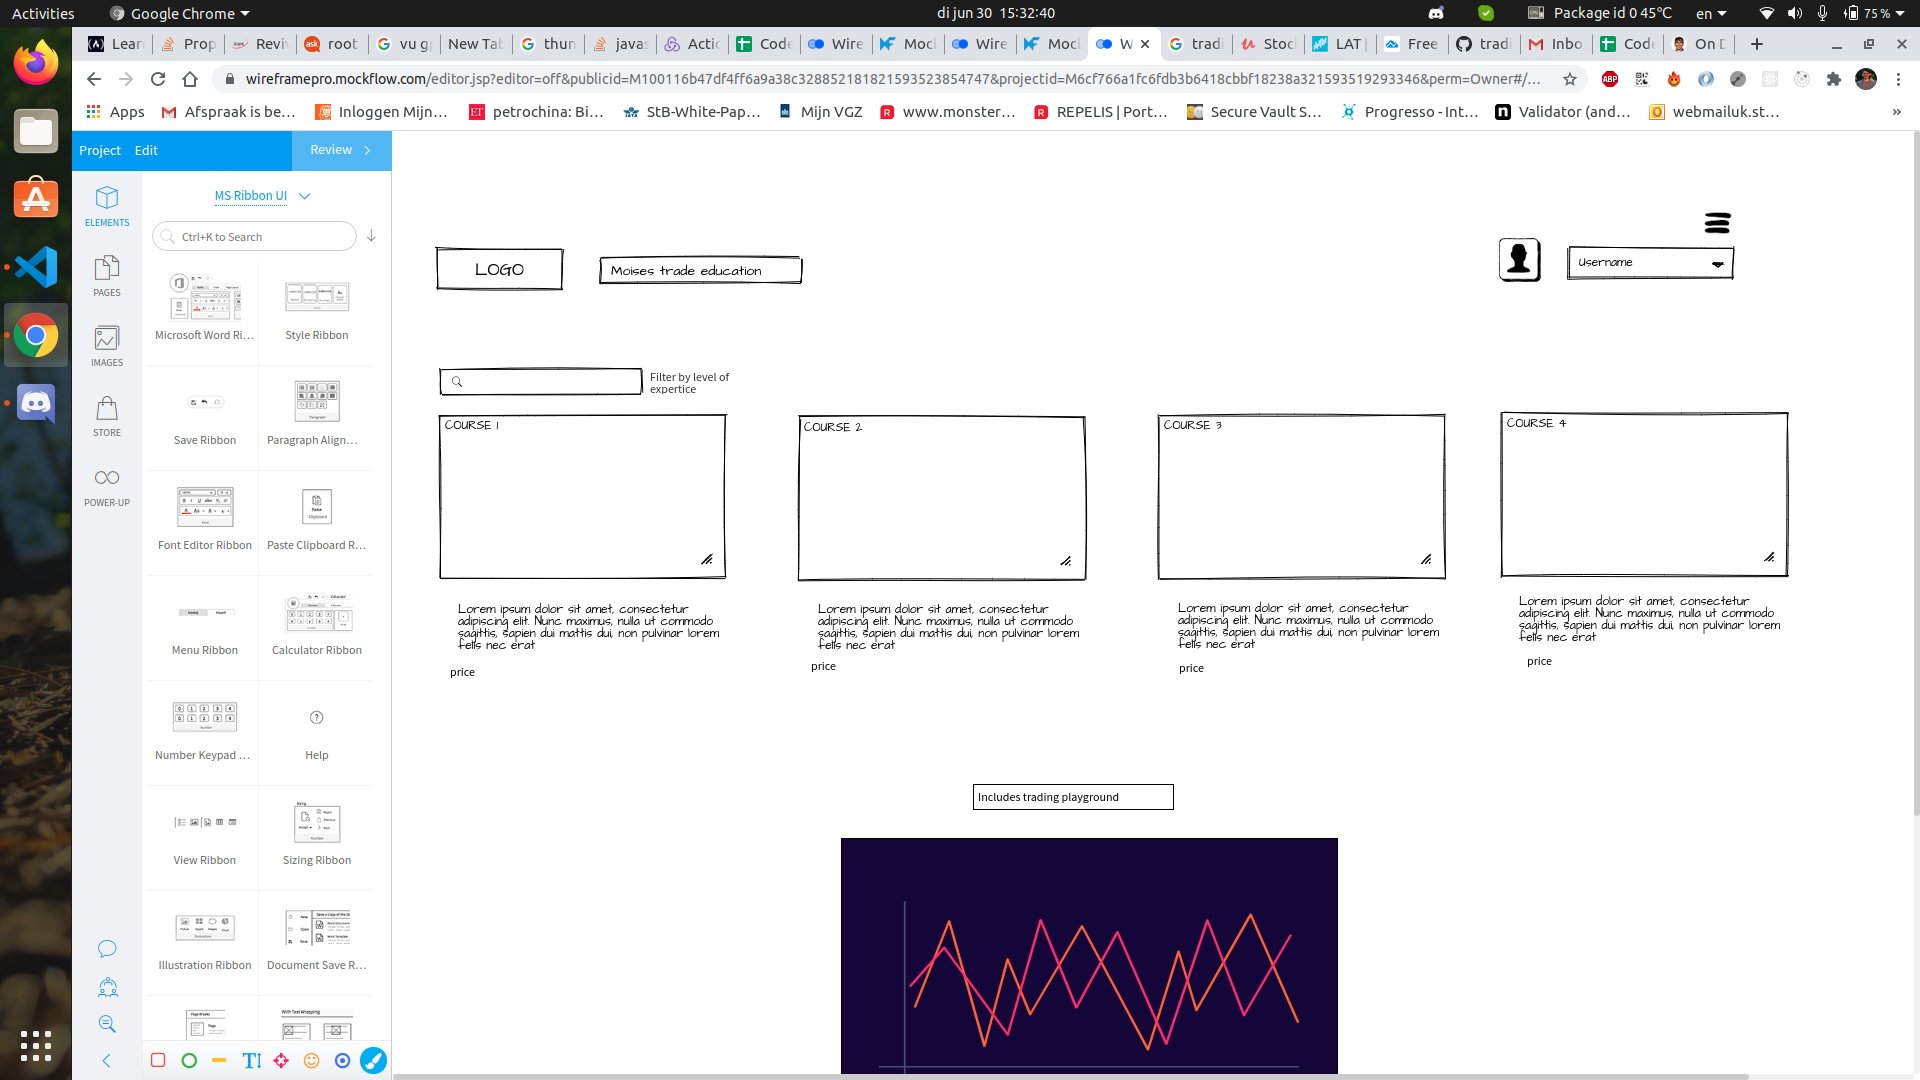 Activities
Google Chrome
di jun 30 15:32:40
Package id 0 45℃
en
75 %
Lear
Prop
Reviv
root
vu g
New Tab
thun
javas
Actio
Code
Wire
Mock
Wire
Mock
W
tradi
Stoc
LAT |
Free
tradi
Inbo
Code
On D
wireframepro.mockflow.com/editor.jsp?editor=off&publicid=M100116b47df4ff6a9a38c328852181821593523854747&projectid=M6cf766a1fc6fdb3b6418cbbf18238a321593519293346&perm=Owner#/...
Apps
Afspraak is be...
Inloggen Mijn...
petrochina: Bi...
StB-White-Pap...
Mijn VGZ
www.monster...
REPELIS | Port...
Secure Vault S...
Progresso - Int...
Validator (and...
webmailuk.st...
»
Project
Edit
Review
MS Ribbon UI
Ctrl+K to Search
ELEMENTS
PAGES
IMAGES
STORE
POWER-UP
Microsoft Word Ri...
Style Ribbon
Save Ribbon
Paragraph Align...
Font Editor Ribbon
Paste Clipboard R...
Menu Ribbon
Calculator Ribbon
Number Keypad ...
Help
View Ribbon
Sizing Ribbon
Illustration Ribbon
Document Save R...
LOGO
Moises trade education
Username
Filter by level of
expertice
COURSE 1
COURSE 2
COURSE 3
COURSE 4
Lorem ipsum dolor sit amet, consectetur
adipiscing elit. Nunc maximus, nulla ut commodo
sagittis, sapien dui mattis dui, non pulvinar lorem
felis nec erat
price
Lorem ipsum dolor sit amet, consectetur
adipiscing elit. Nunc maximus, nulla ut commodo
sagittis, sapien dui mattis dui, non pulvinar lorem
felis nec erat
price
Lorem ipsum dolor sit amet, consectetur
adipiscing elit. Nunc maximus, nulla ut commodo
sagittis, sapien dui mattis dui, non pulvinar lorem
felis nec erat
price
Lorem ipsum dolor sit amet, consectetur
adipiscing elit. Nunc maximus, nulla ut commodo
sagittis, sapien dui mattis dui, non pulvinar lorem
felis nec erat
price
Includes trading playground